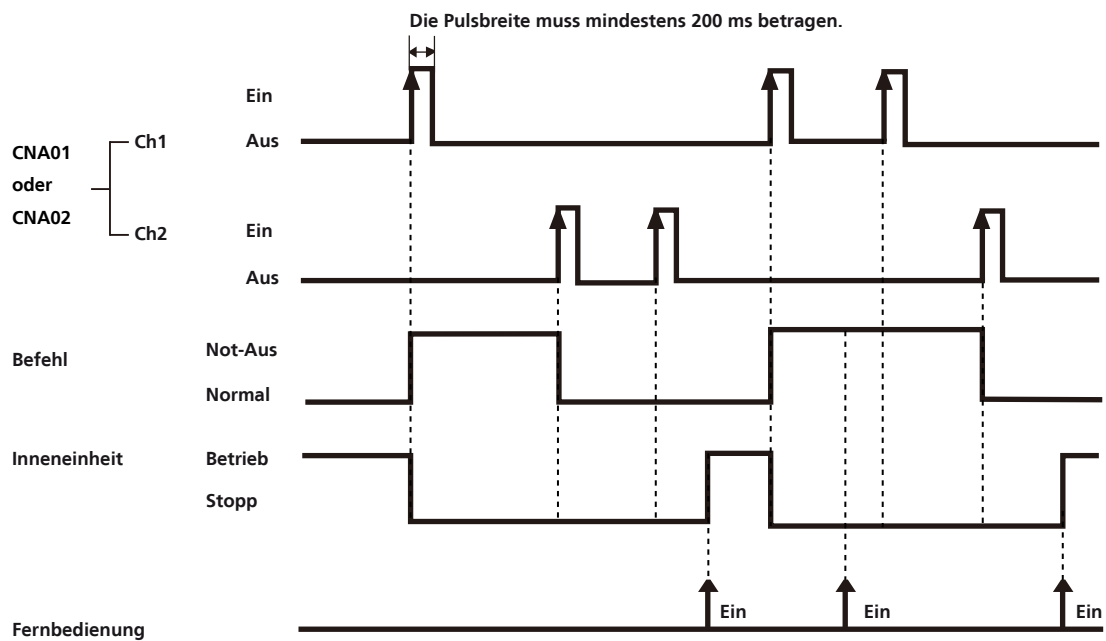 Die Pulsbreite muss mindestens 200 ms betragen.
Ein
CNA01
oder
CNA02
Ch1
Aus
Ch2
Ein
Aus
Befehl
Not-Aus
Normal
Inneneinheit
Betrieb
Stopp
Ein
Ein
Ein
Fernbedienung